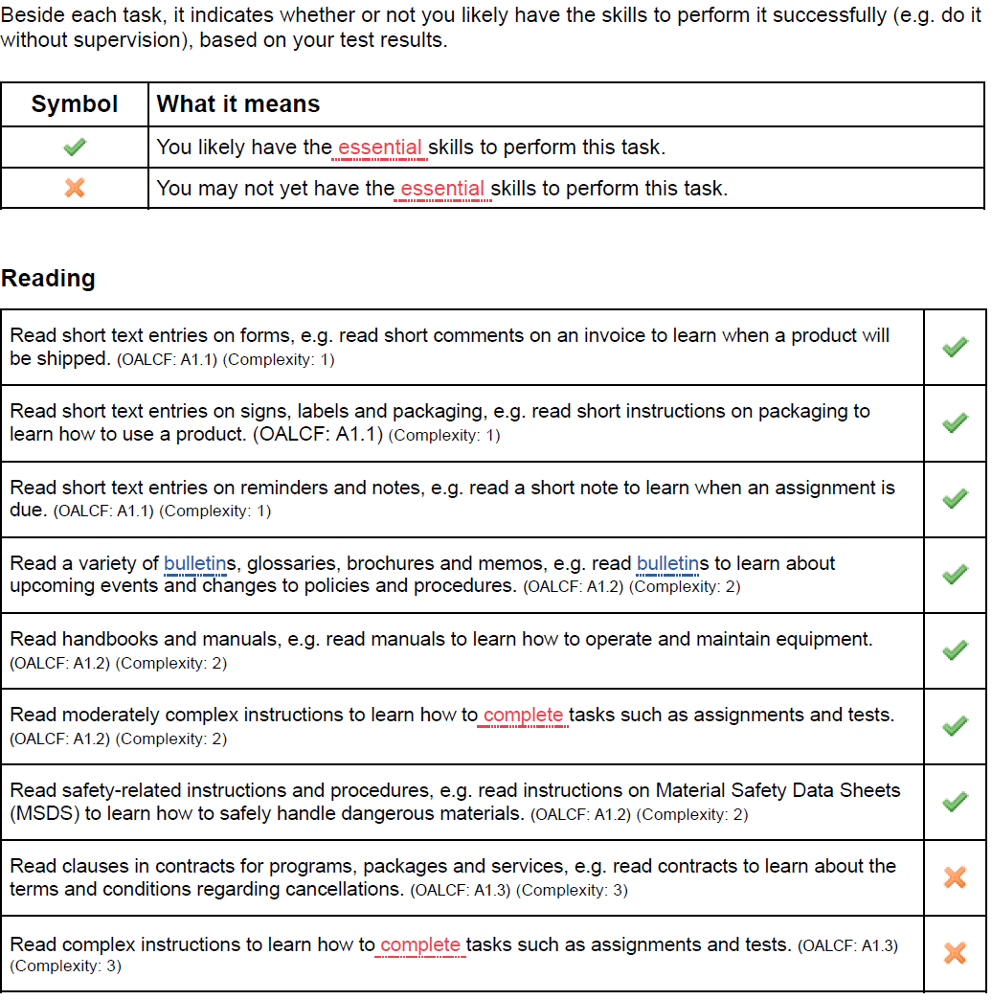 Beside each task, it indicates whether or not you likely have the skills to perform it successfully (e.g. do it
without supervision), based on your test results.
Symbol What it means
You likely have the essential skills to perform this task.
You may not yet have the essential skills to perform this task.
Reading
Read short text entries on forms, e.g. read short comments on an invoice to learn when a product will
be shipped. (OALCF: A1.1) (Complexity: 1)
Read short text entries on signs, labels and packaging, e.g. read short instructions on packaging to
learn how to use a product. (OALCF: A1.1) (Complexity: 1)
Read short text entries on reminders and notes, e.g. read a short note to learn when an assignment is
due. (OALCF: A1.1) (Complexity: 1)
Read a variety of bulletins, glossaries, brochures and memos, e.g. read bulletins to learn about
upcoming events and changes to policies and procedures. (OALCF: A1.2) (Complexity: 2)
Read handbooks and manuals, e.g. read manuals to learn how to operate and maintain equipment.
(OALCF: A1.2) (Complexity: 2)
Read moderately complex instructions to learn how to complete tasks such as assignments and tests.
(OALCF: A1.2) (Complexity: 2)
Read safety-related instructions and procedures, e.g. read instructions on Material Safety Data Sheets
(MSDS) to learn how to safely handle dangerous materials. (OALCF: A1.2) (Complexity: 2)
Read clauses in contracts for programs, packages and services, e.g. read contracts to learn about the
terms and conditions regarding cancellations. (OALCF: A1.3) (Complexity: 3)
Read complex instructions to learn how to complete tasks such as assignments and tests. (OALCF: A1.3)
(Complexity: 3)